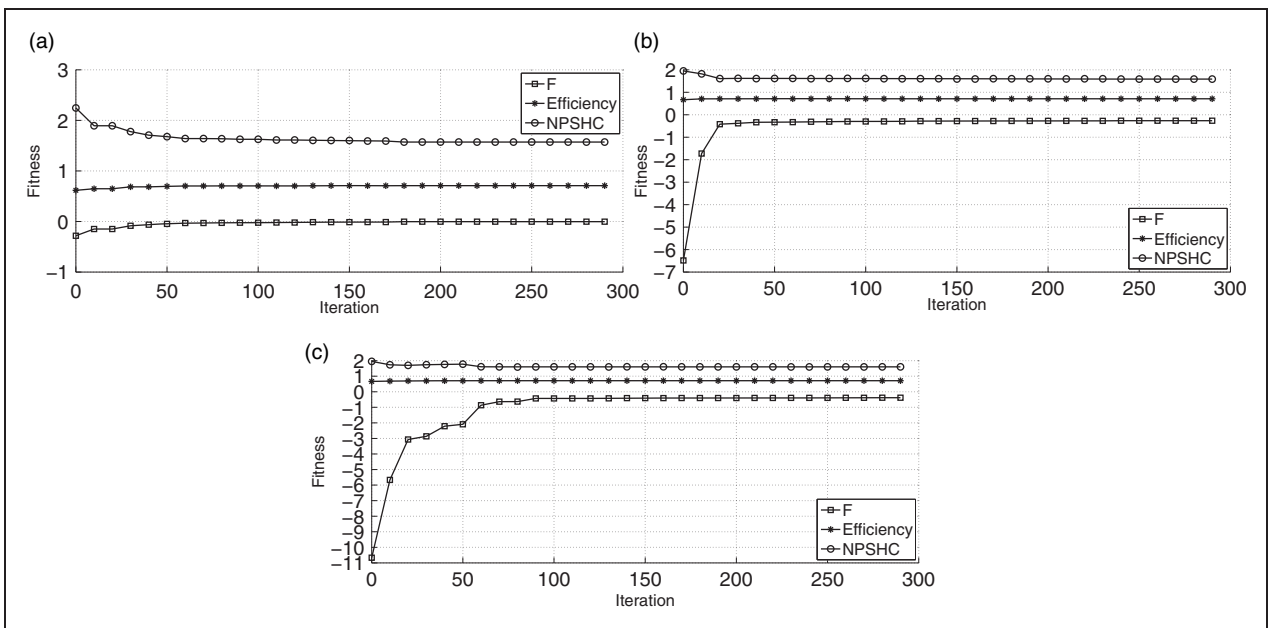 (a)
3
2
1
0
−1
Fitness
0
50
100
150
200
250
300
Iteration
F
Efficiency
NPSHC
(b)
2
1
0
−1
−2
−3
−4
−5
−6
−7
Fitness
0
50
100
150
200
250
300
Iteration
F
Efficiency
NPSHC
(c)
2
1
0
−1
−2
−3
−4
−5
−6
−7
−8
−9
−10
−11
Fitness
0
50
100
150
200
250
300
Iteration
F
Efficiency
NPSHC